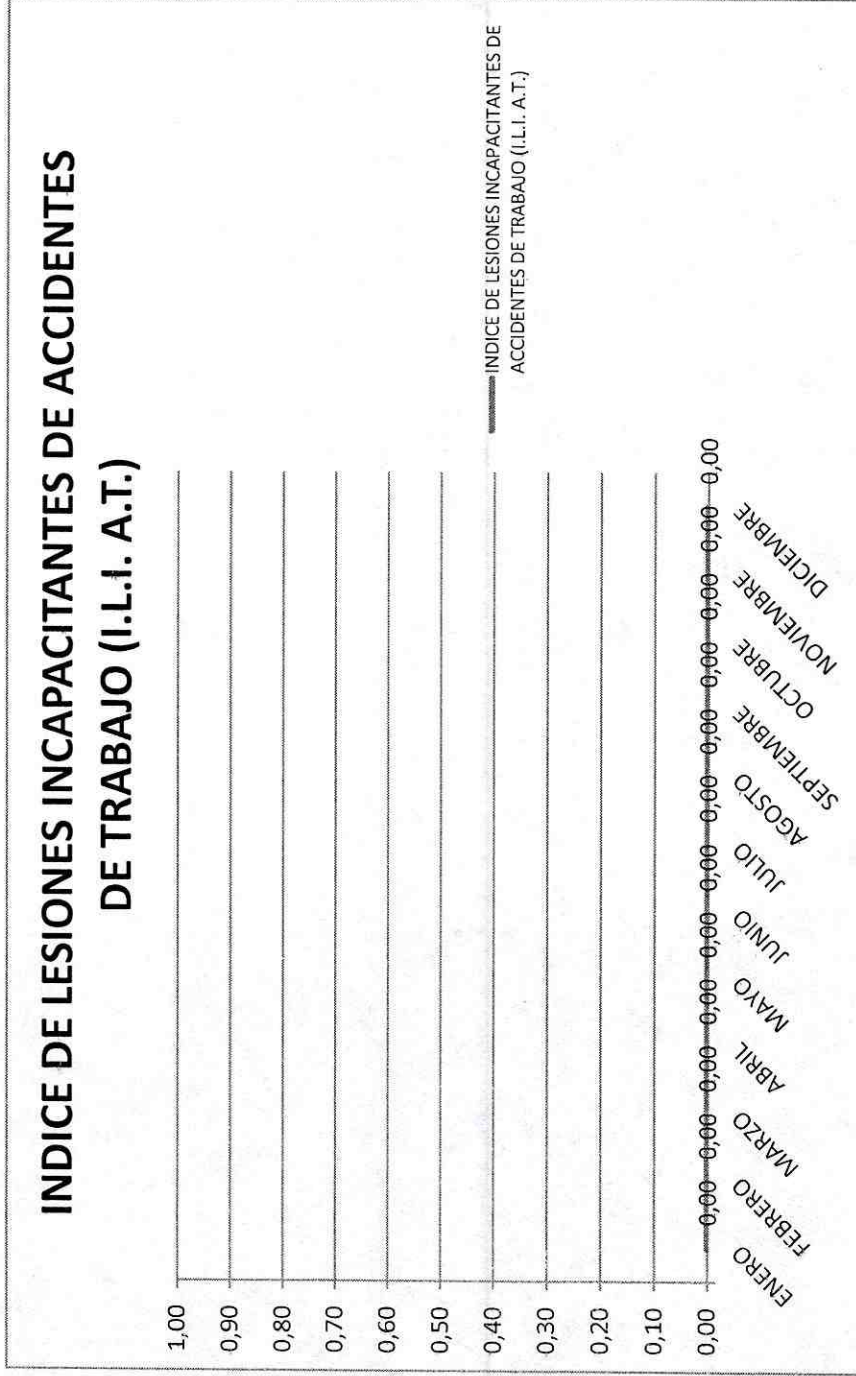 INDICE DE LESIONES INCAPACITANTES DE ACCIDENTES
DE TRABAJO (I.L.I. A.T.)
1,00
0,90
0,80
0,70
0,60
0,50
0,40
0,30
0,20
0,10
0,00
0,00 0,00 0,00 0,00 0,00 0,00 0,00 0,00 0,00 0,00 0,00 0,00
ENERO
FEBRERO
MARZO
ABRIL
MAYO
JUNIO
JULIO
AGOSTO
SEPTIEMBRE
OCTUBRE
NOVIEMBRE
DICIEMBRE
INDICE DE LESIONES INCAPACITANTES DE
ACCIDENTES DE TRABAJO (I.L.I. A.T.)